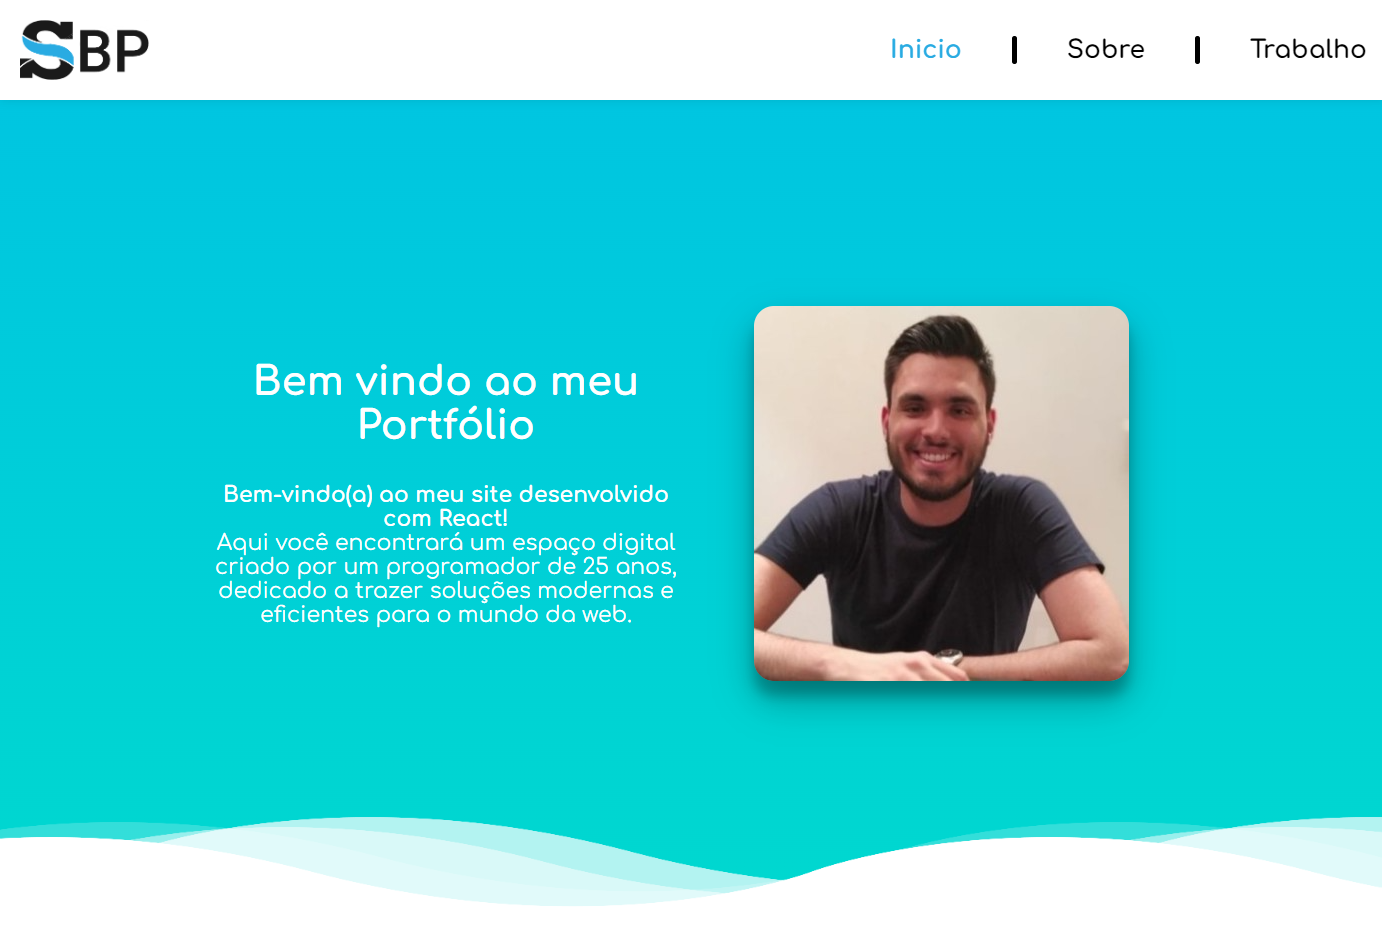 SBP
Inicio
Sobre
Trabalho
Bem vindo ao meu
Portfólio
Bem-vindo(a) ao meu site desenvolvido
com React!
Aqui você encontrará um espaço digital
criado por um programador de 25 anos,
dedicado a trazer soluções modernas e
eficientes para o mundo da web.